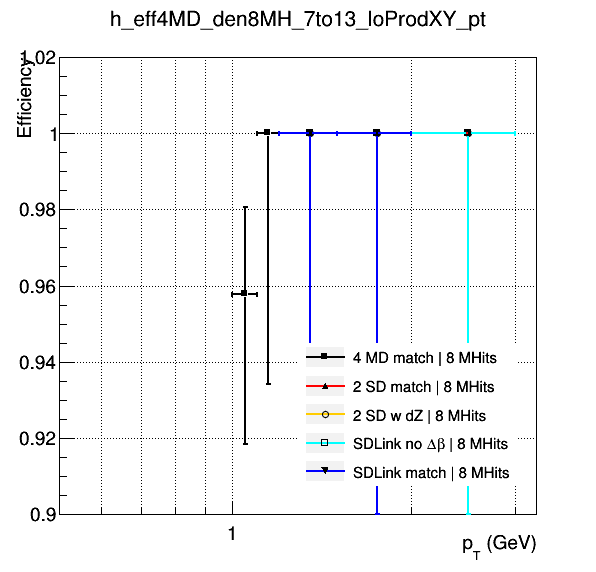 h_eff4MD_den8MH_7to13_loProdXY_pt
Efficiency
1.02
1
0.98
0.96
0.94
0.92
0.9
4 MD match | 8 MHits
2 SD match | 8 MHits
2 SD w dZ | 8 MHits
SDLink no Δβ | 8 MHits
SDLink match | 8 MHits
1
p_T (GeV)